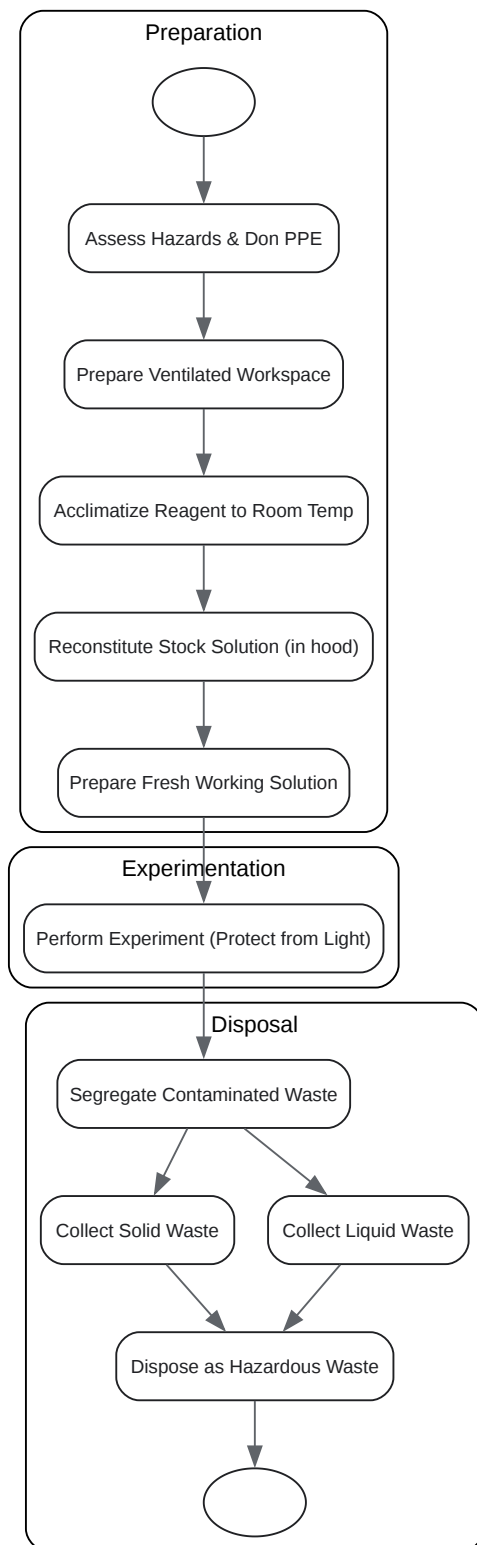 Preparation
Assess Hazards & Don PPE
Prepare Ventilated Workspace
Acclimatize Reagent to Room Temp
Reconstitute Stock Solution (in hood)
Prepare Fresh Working Solution
Experimentation
Perform Experiment (Protect from Light)
Disposal
Segregate Contaminated Waste
Collect Solid Waste
Collect Liquid Waste
Dispose as Hazardous Waste